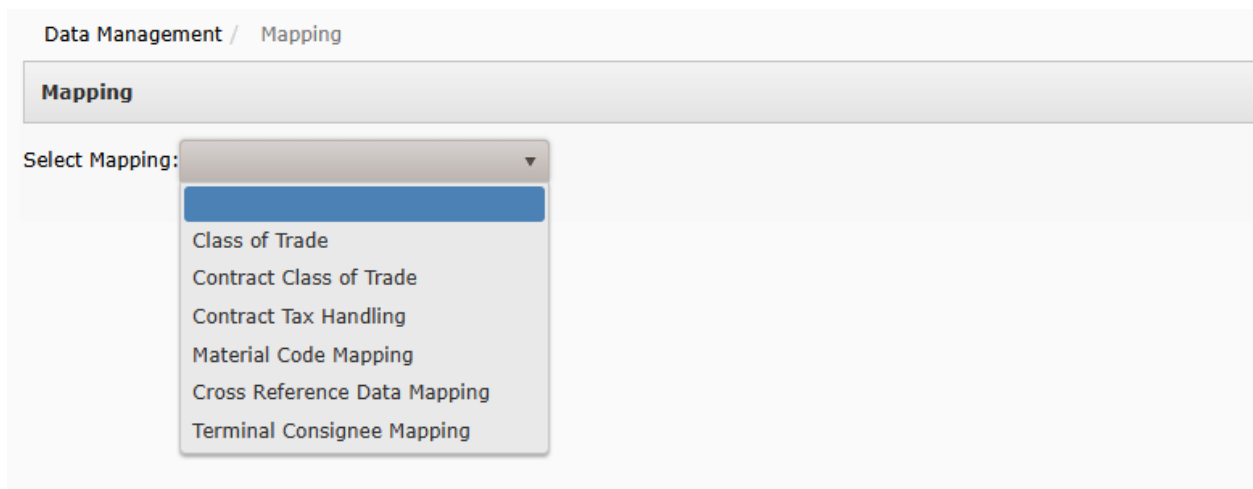 Data Management / Mapping
Mapping
Select Mapping:
Class of Trade
Contract Class of Trade
Contract Tax Handling
Material Code Mapping
Cross Reference Data Mapping
Terminal Consignee Mapping